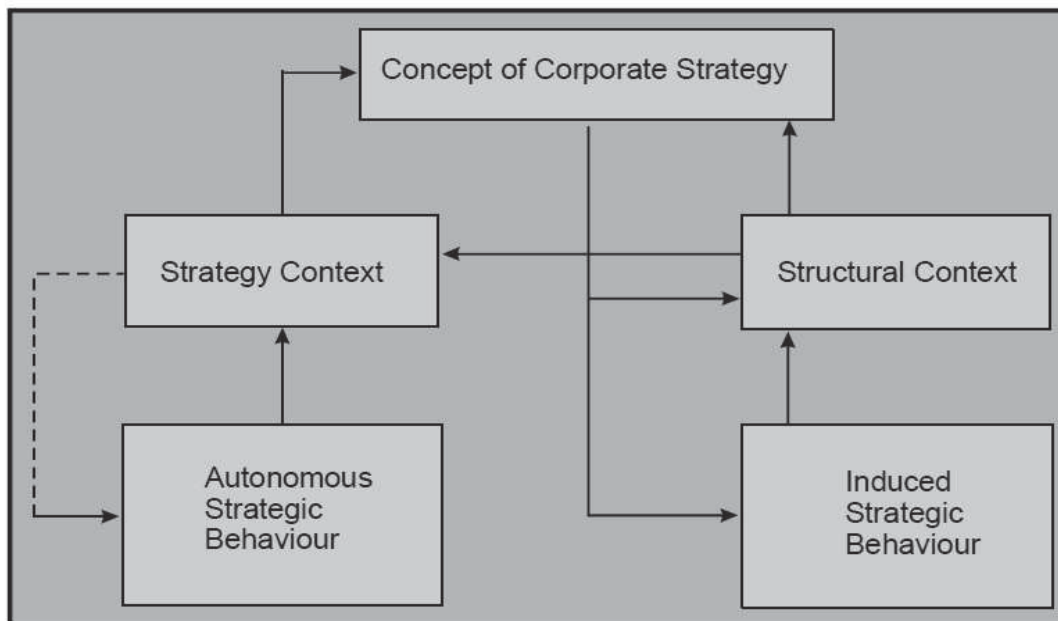 Concept of Corporate Strategy
Strategy Context
Structural Context
Autonomous
Strategic
Behaviour
Induced
Strategic
Behaviour